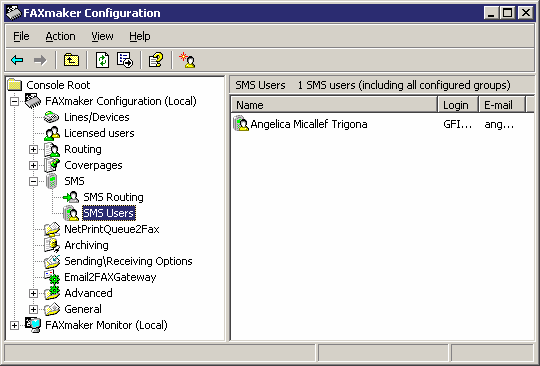 FAXmaker Configuration
File Action View Help
Console Root
FAXmaker Configuration (Local)
Lines/Devices
Licensed users
Routing
Coverpages
SMS
SMS Routing
SMS Users
NetPrintQueue2Fax
Archiving
Sending\Receiving Options
Email2FAXGateway
Advanced
General
FAXmaker Monitor (Local)
SMS Users 1 SMS users (including all configured groups)
Name Login E-mail
Angelica Micallef Trigona GFI... ang...